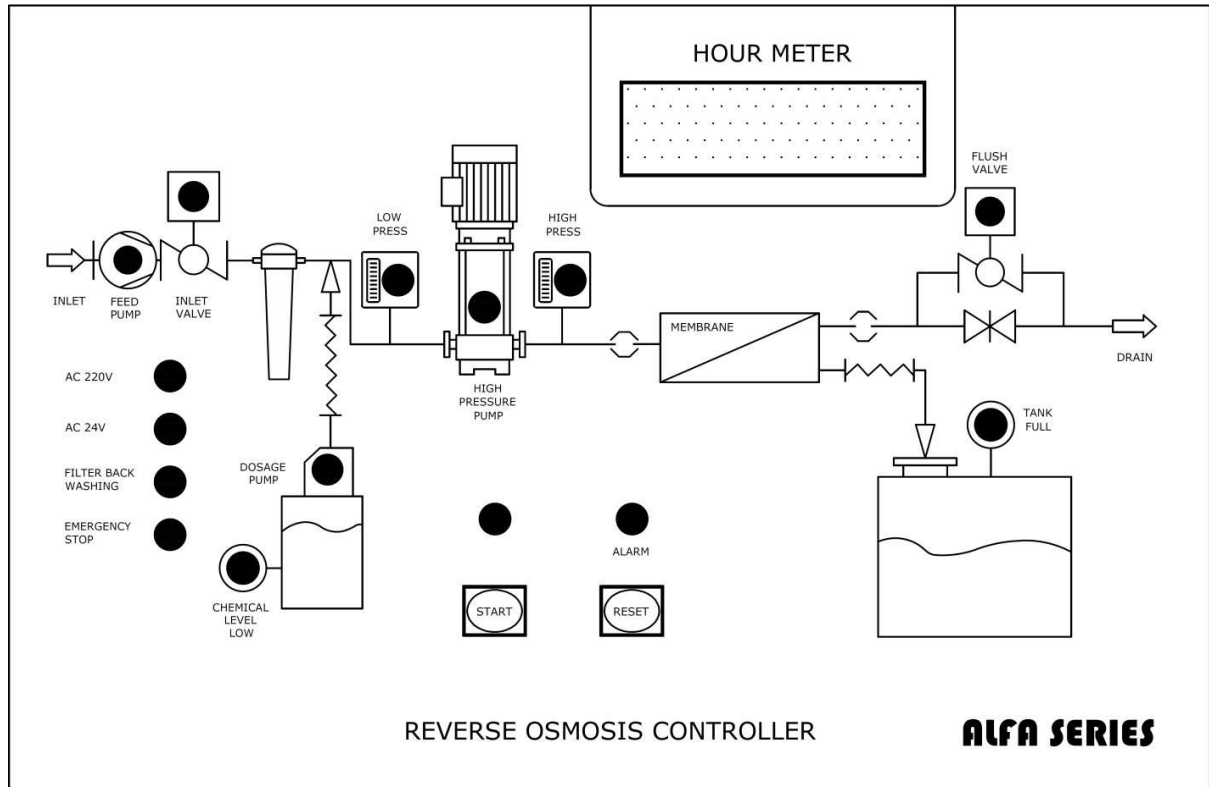 HOUR METER
FLUSH
VALVE
LOW
PRESS
HIGH
PRESS
INLET
FEED
PUMP
INLET
VALVE
MEMBRANE
DRAIN
AC 220V
HIGH
PRESSURE
PUMP
TANK
FULL
AC 24V
DOSAGE
PUMP
FILTER BACK
WASHING
EMERGENCY
STOP
ALARM
CHEMICAL
LEVEL
LOW
START
RESET
REVERSE OSMOSIS CONTROLLER
ALFA SERIES